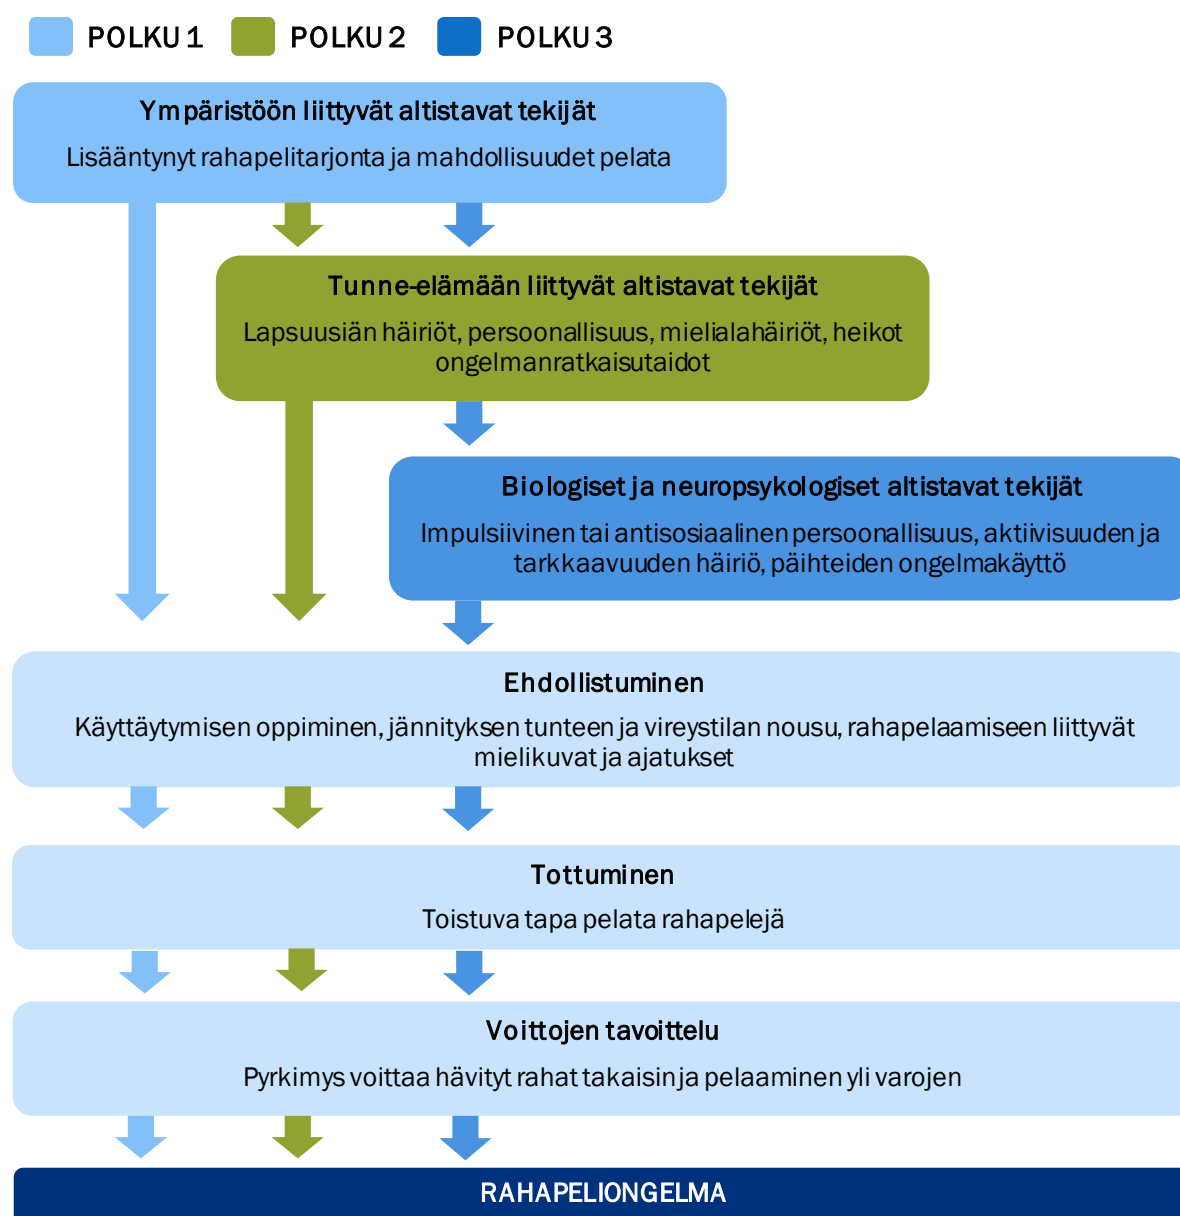 POLKU 1 POLKU 2 POLKU 3
Ympäristöön liittyvät altistavat tekijät
Lisääntynyt rahapelitarjonta ja mahdollisuudet pelata
Tunne-elämään liittyvät altistavat tekijät
Lapsuusiän häiriöt, persoonallisuus, mielialahäiriöt, heikot
ongelmanratkaisutaidot
Biologiset ja neuropsykologiset altistavat tekijät
Impulsiivinen tai antisosiaalinen persoonallisuus, aktiivisuuden ja
tarkkaavuuden häiriö, päihteiden ongelmakäyttö
Ehdollistuminen
Käyttäytymisen oppiminen, jännityksen tunteen ja vireystilan nousu, rahapelaamiseen liittyvät
mielikuvat ja ajatukset
Tottuminen
Toistuva tapa pelata rahapelejä
Voittojen tavoittelu
Pyrkimys voittaa hävityt rahat takaisin ja pelaaminen yli varojen
RAHAPELIONGELMA